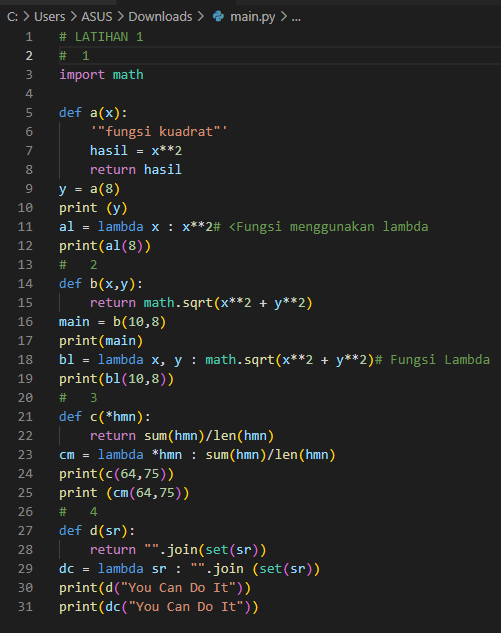 C: > Users > ASUS > Downloads > main.py > ...
1 # LATIHAN 1
2 #  1
3 import math
4
5 def a(x):
6     '"fungsi kuadrat"'
7     hasil = x**2
8     return hasil
9 y = a(8)
10 print (y)
11 al = lambda x : x**2# <Fungsi menggunakan lambda
12 print(al(8))
13 #   2
14 def b(x,y):
15     return math.sqrt(x**2 + y**2)
16 main = b(10,8)
17 print(main)
18 bl = lambda x, y : math.sqrt(x**2 + y**2)# Fungsi Lambda
19 print(bl(10,8))
20 #   3
21 def c(*hmn):
22     return sum(hmn)/len(hmn)
23 cm = lambda *hmn : sum(hmn)/len(hmn)
24 print(c(64,75))
25 print (cm(64,75))
26 #   4
27 def d(sr):
28     return "".join(set(sr))
29 dc = lambda sr : "".join (set(sr))
30 print(d("You Can Do It"))
31 print(dc("You Can Do It"))